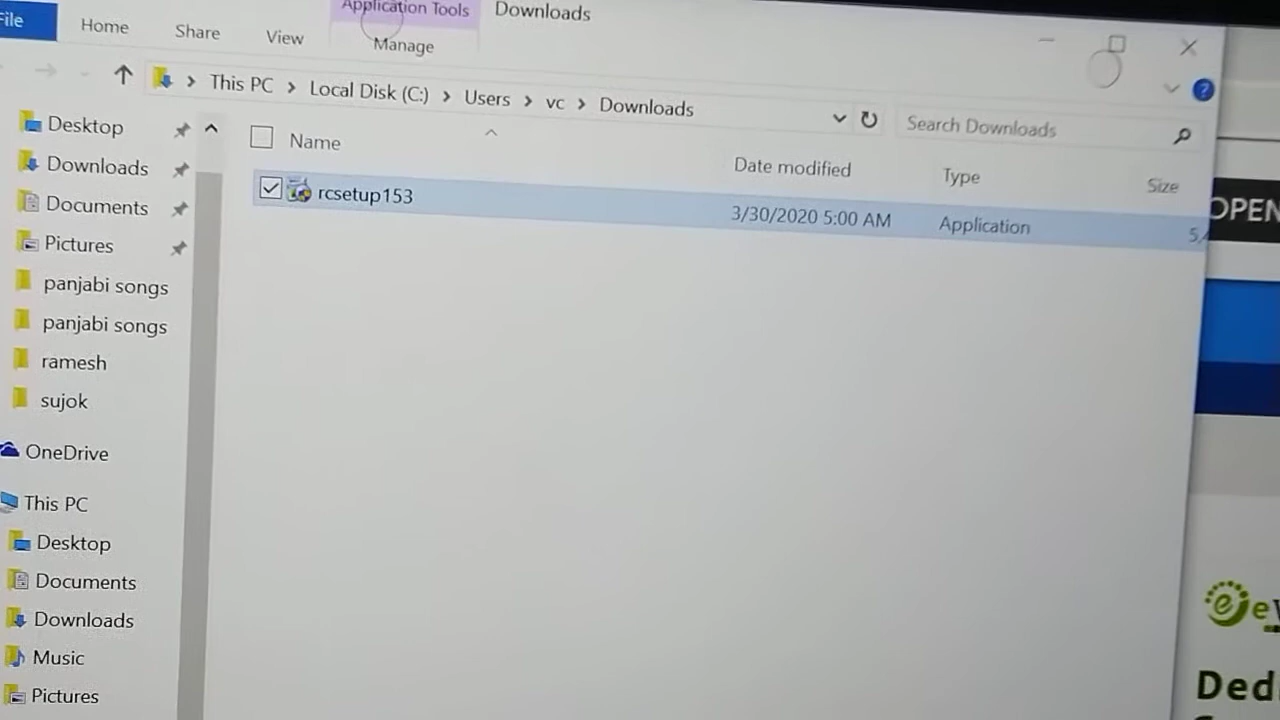 File
Home
Share
View
Application Tools
Manage
Downloads
This PC > Local Disk (C:) > Users > vc > Downloads
Search Downloads
Name
Date modified
Type
Size
rcsetup153
3/30/2020 5:00 AM
Application
Desktop
Downloads
Documents
Pictures
panjabi songs
panjabi songs
ramesh
sujok
OneDrive
This PC
Desktop
Documents
Downloads
Music
Pictures
OPEN